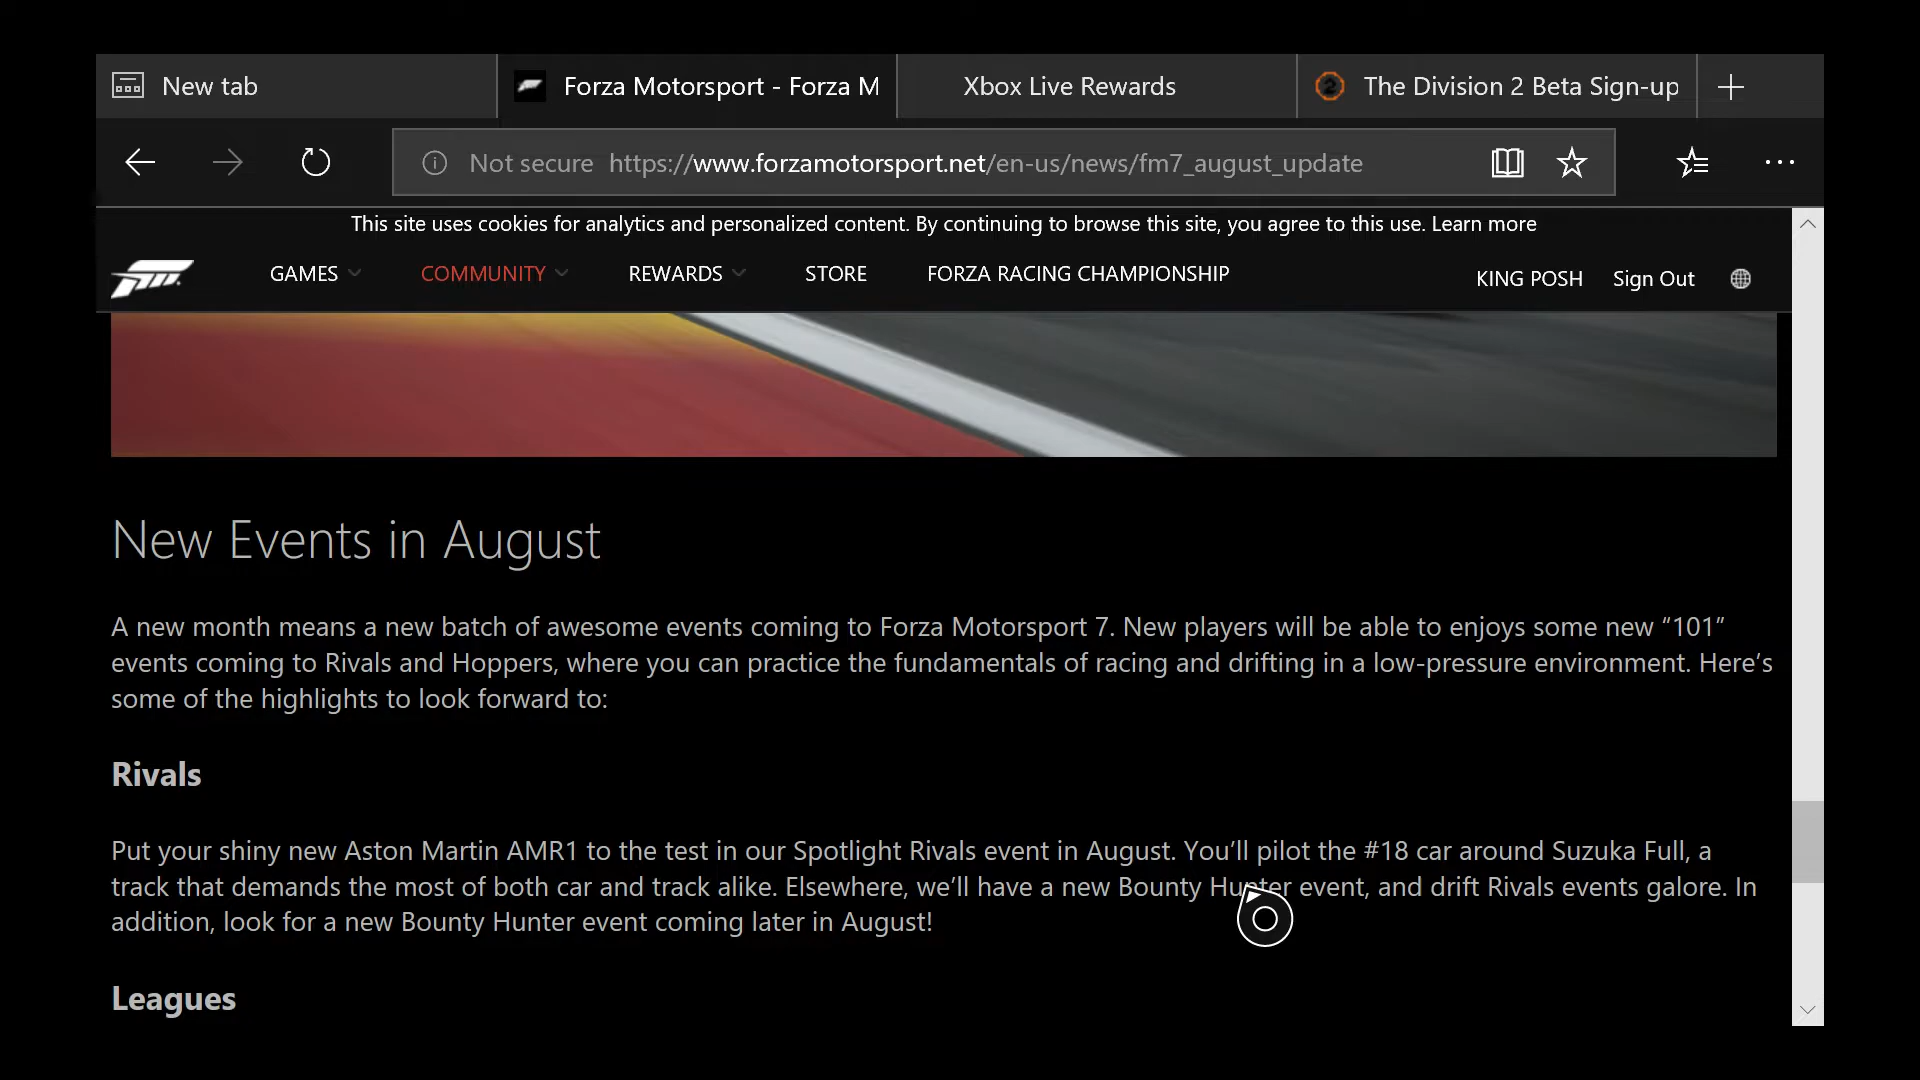 New tab
Forza Motorsport - Forza M
Xbox Live Rewards
The Division 2 Beta Sign-up
Not secure https://www.forzamotorsport.net/en-us/news/fm7_august_update
This site uses cookies for analytics and personalized content. By continuing to browse this site, you agree to this use. Learn more
GAMES COMMUNITY REWARDS STORE FORZA RACING CHAMPIONSHIP KING POSH Sign Out
New Events in August
A new month means a new batch of awesome events coming to Forza Motorsport 7. New players will be able to enjoys some new “101”
events coming to Rivals and Hoppers, where you can practice the fundamentals of racing and drifting in a low-pressure environment. Here’s
some of the highlights to look forward to:
Rivals
Put your shiny new Aston Martin AMR1 to the test in our Spotlight Rivals event in August. You’ll pilot the #18 car around Suzuka Full, a
track that demands the most of both car and track alike. Elsewhere, we’ll have a new Bounty Hunter event, and drift Rivals events galore. In
addition, look for a new Bounty Hunter event coming later in August!
Leagues